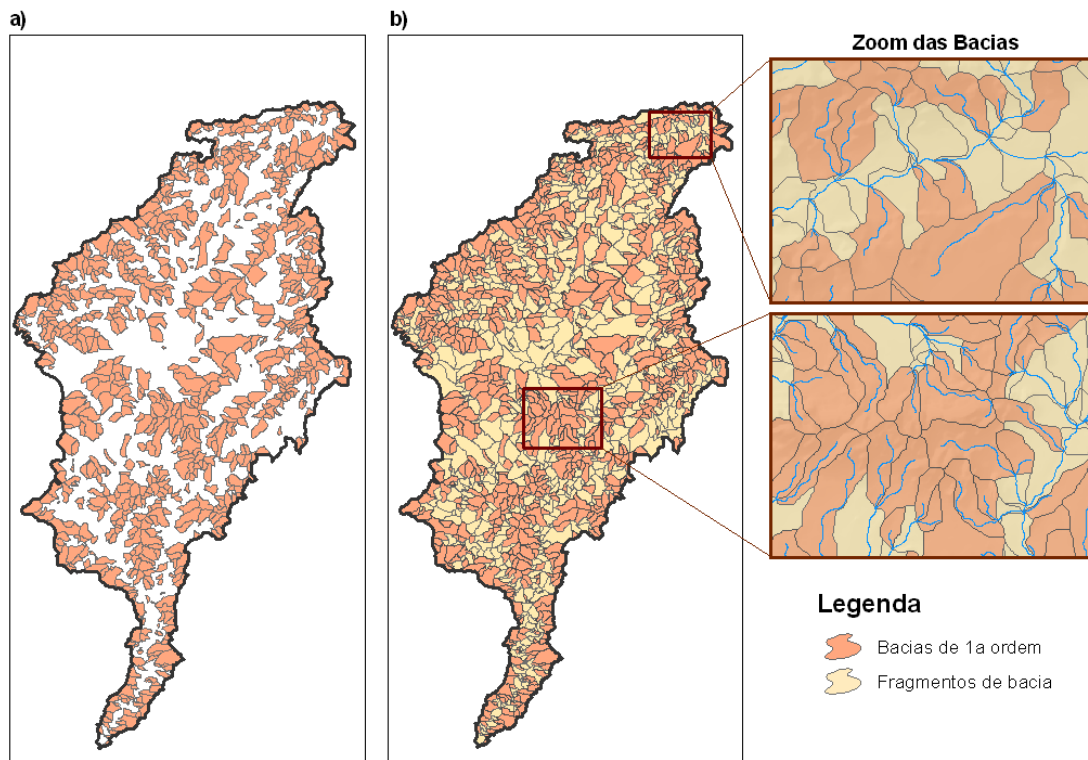 a)
b)
Zoom das Bacias
Legenda
Bacias de 1a ordem
Fragmentos de bacia